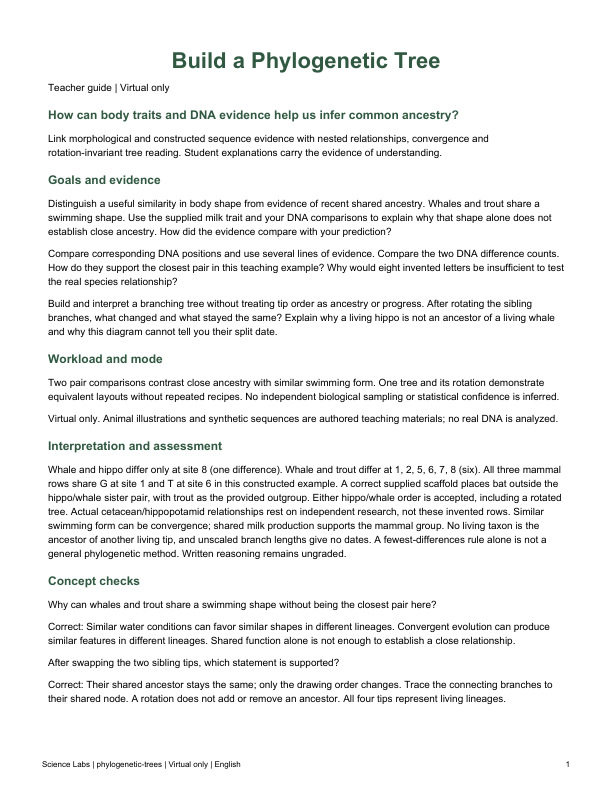 Build a Phylogenetic Tree
Teacher guide | Virtual only
How can body traits and DNA evidence help us infer common ancestry?
Link morphological and constructed sequence evidence with nested relationships, convergence and
rotation-invariant tree reading. Student explanations carry the evidence of understanding.
Goals and evidence
Distinguish a useful similarity in body shape from evidence of recent shared ancestry. Whales and trout share a
swimming shape. Use the supplied milk trait and your DNA comparisons to explain why that shape alone does not
establish close ancestry. How did the evidence compare with your prediction?
Compare corresponding DNA positions and use several lines of evidence. Compare the two DNA difference counts.
How do they support the closest pair in this teaching example? Why would eight invented letters be insufficient to test
the real species relationship?
Build and interpret a branching tree without treating tip order as ancestry or progress. After rotating the sibling
branches, what changed and what stayed the same? Explain why a living hippo is not an ancestor of a living whale
and why this diagram cannot tell you their split date.
Workload and mode
Two pair comparisons contrast close ancestry with similar swimming form. One tree and its rotation demonstrate
equivalent layouts without repeated recipes. No independent biological sampling or statistical confidence is inferred.
Virtual only. Animal illustrations and synthetic sequences are authored teaching materials; no real DNA is analyzed.
Interpretation and assessment
Whale and hippo differ only at site 8 (one difference). Whale and trout differ at 1, 2, 5, 6, 7, 8 (six). All three mammal
rows share G at site 1 and T at site 6 in this constructed example. A correct supplied scaffold places bat outside the
hippo/whale sister pair, with trout as the provided outgroup. Either hippo/whale order is accepted, including a rotated
tree. Actual cetacean/hippopotamid relationships rest on independent research, not these invented rows. Similar
swimming form can be convergence; shared milk production supports the mammal group. No living taxon is the
ancestor of another living tip, and unscaled branch lengths give no dates. A fewest-differences rule alone is not a
general phylogenetic method. Written reasoning remains ungraded.
Concept checks
Why can whales and trout share a swimming shape without being the closest pair here?
Correct: Similar water conditions can favor similar shapes in different lineages. Convergent evolution can produce
similar features in different lineages. Shared function alone is not enough to establish a close relationship.
After swapping the two sibling tips, which statement is supported?
Correct: Their shared ancestor stays the same; only the drawing order changes. Trace the connecting branches to
their shared node. A rotation does not add or remove an ancestor. All four tips represent living lineages.
Science Labs | phylogenetic-trees | Virtual only | English
1